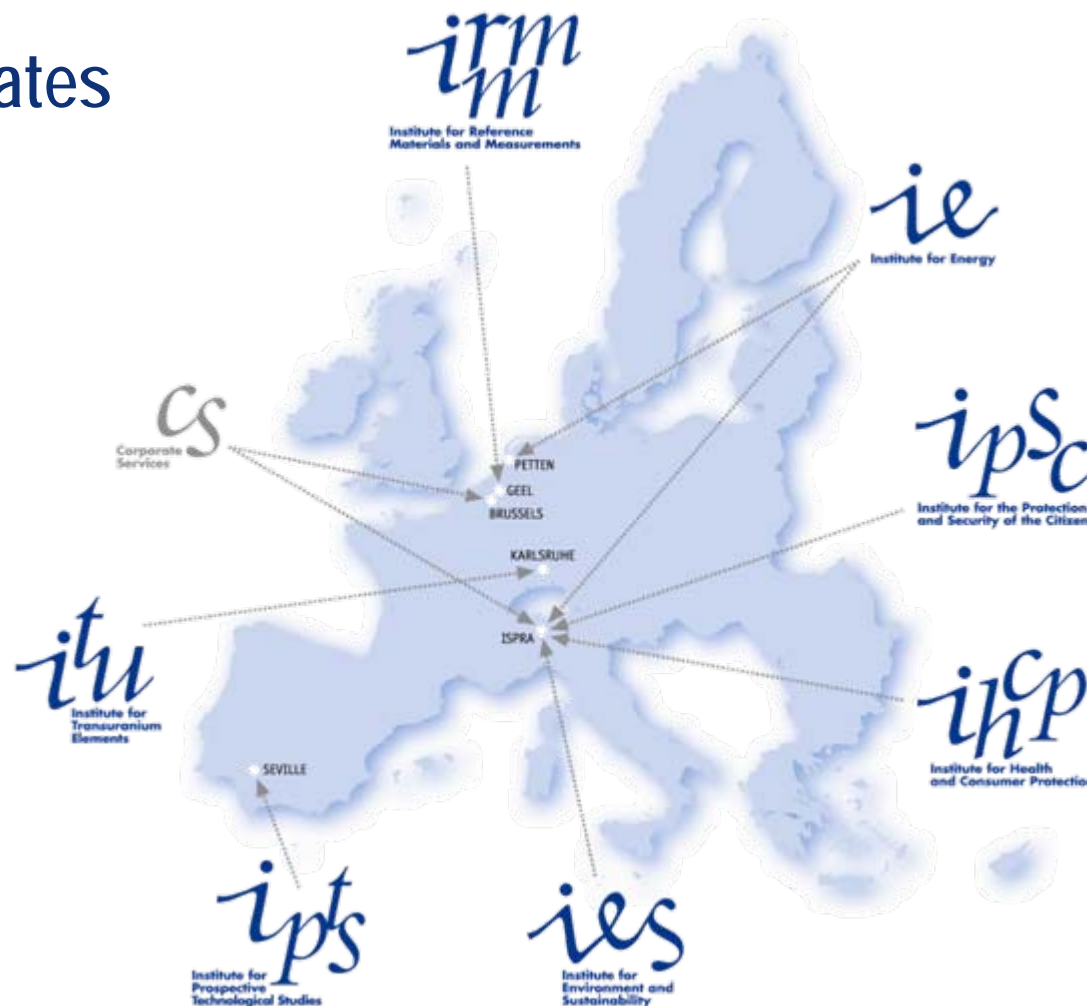 ates
irmm
Institute for Reference
Materials and Measurements
ie
Institute for Energy
cs
Corporate
Services
ipsc
Institute for the Protection
and Security of the Citizen
PETTEN
GEEL
BRUSSELS
KARLSRUHE
ISPRA
itu
Institute for
Transuranium
Elements
ihcp
Institute for Health
and Consumer Protection
SEVILLE
ipts
Institute for
Prospective
Technological Studies
ies
Institute for
Environment and
Sustainability